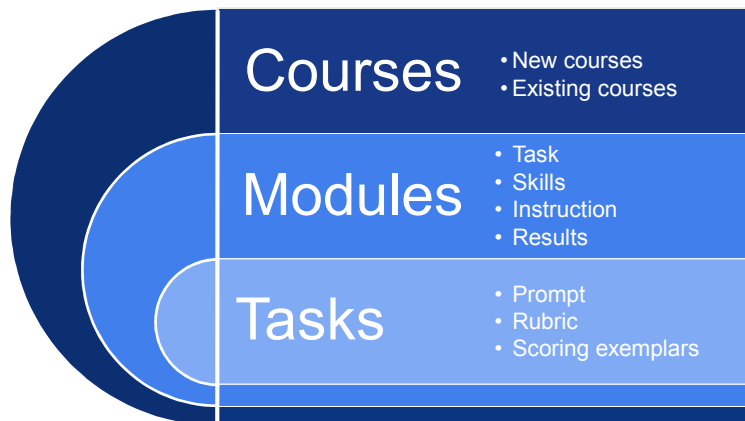 Courses
• New courses
• Existing courses
Modules
• Task
• Skills
• Instruction
• Results
Tasks
• Prompt
• Rubric
• Scoring exemplars